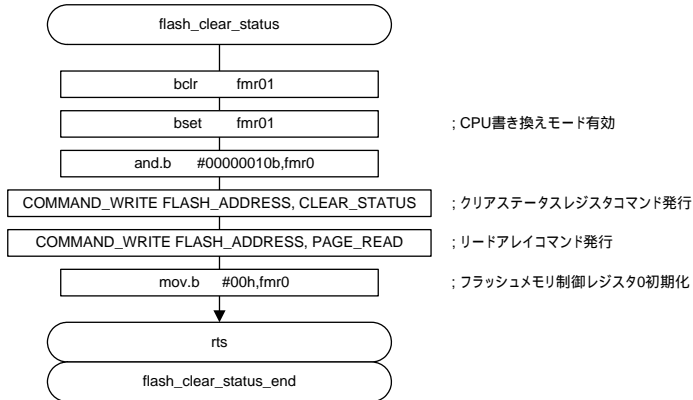 flash_clear_status
bclr fmr01
bset fmr01 ; CPU書き換えモード有効
and.b #00000010b,fmr0
COMMAND_WRITE FLASH_ADDRESS, CLEAR_STATUS ; クリアステータスレジスタコマンド発行
COMMAND_WRITE FLASH_ADDRESS, PAGE_READ ; リードアレイコマンド発行
mov.b #00h,fmr0 ; フラッシュメモリ制御レジスタ0初期化
rts
flash_clear_status_end